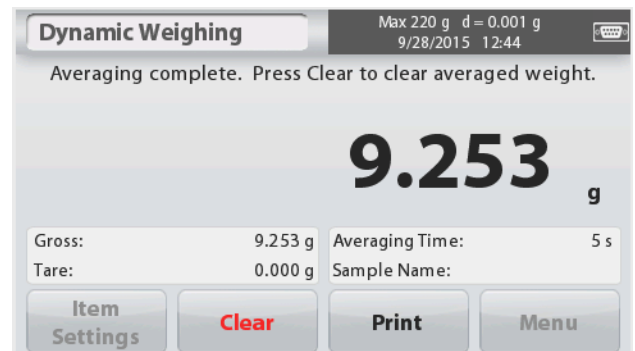 Dynamic Weighing
Max 220 g d = 0.001 g
9/28/2015 12:44
Averaging complete. Press Clear to clear averaged weight.
9.253 g
Gross: 9.253 g
Tare: 0.000 g
Averaging Time: 5 s
Sample Name:
Item
Settings
Clear
Print
Menu